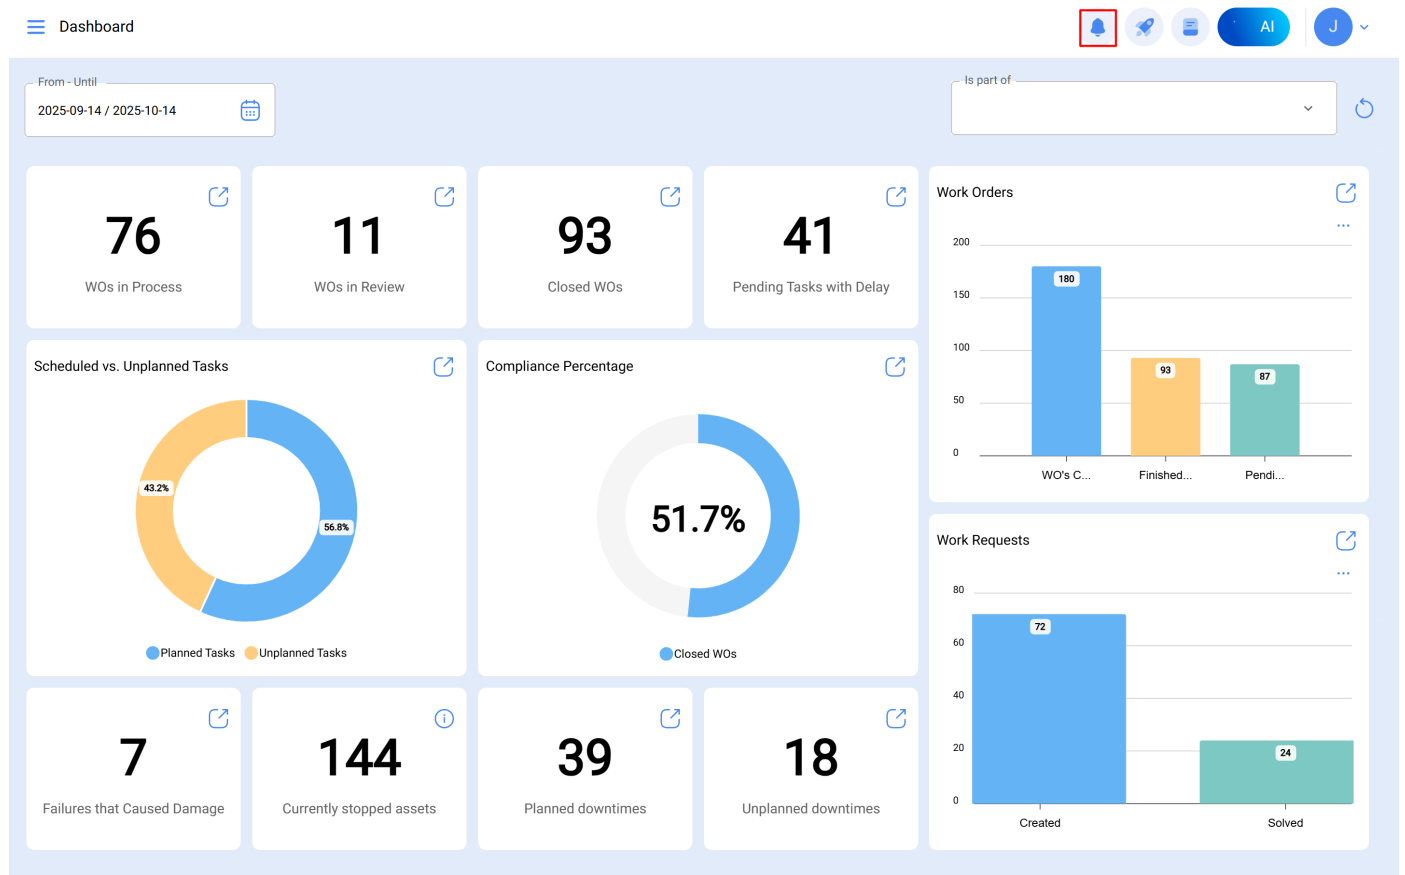 Dashboard
AI
J
From - Until
2025-09-14 / 2025-10-14
Is part of
76
WOs in Process
11
WOs in Review
93
Closed WOs
41
Pending Tasks with Delay
Work Orders
...
200
150
100
50
0
180
93
87
WO's C...
Finished...
Pendi...
Scheduled vs. Unplanned Tasks
43.2%
56.8%
Planned Tasks
Unplanned Tasks
Compliance Percentage
51.7%
Closed WOs
Work Requests
...
80
60
40
20
0
72
24
Created
Solved
7
Failures that Caused Damage
144
Currently stopped assets
39
Planned downtimes
18
Unplanned downtimes